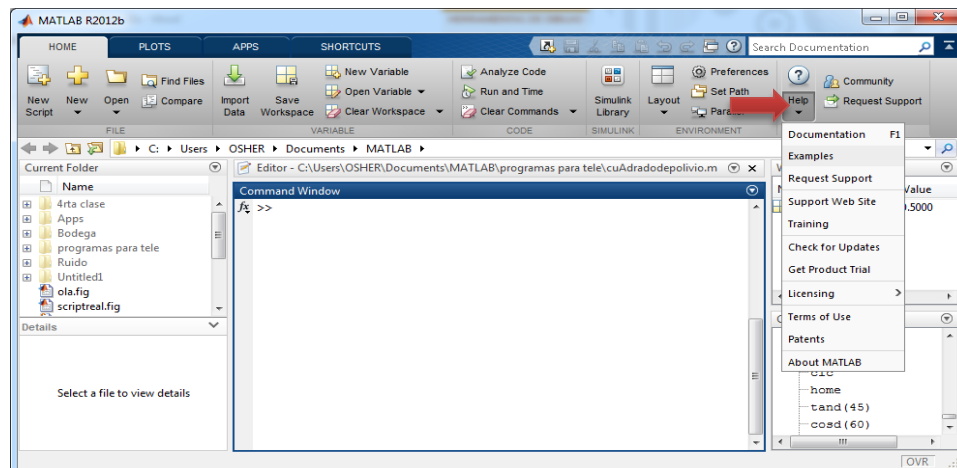 MATLAB R2012b
HOME PLOTS APPS SHORTCUTS Search Documentation
New Script
New
Open
Find Files
Compare
FILE
Import Data
Save Workspace
New Variable
Open Variable
Clear Workspace
VARIABLE
Analyze Code
Run and Time
Clear Commands
CODE
Simulink Library
SIMULINK
Layout
Preferences
Set Path
ENVIRONMENT
Help
Community
Request Support
C: Users OSHER Documents MATLAB
Current Folder
Name
4rta clase
Apps
Bodega
programas para tele
Ruido
Untitled1
ola.fig
scriptreal.fig
Details
Select a file to view details
Editor - C:\Users\OSHER\Documents\MATLAB\programas para tele\cuAdradodepolivio.m
Command Window
fx >>
Documentation F1
Examples
Request Support
Support Web Site
Training
Check for Updates
Get Product Trial
Licensing
Terms of Use
Patents
About MATLAB
Value
0.5000
clc
home
tand(45)
cosd(60)
OVR